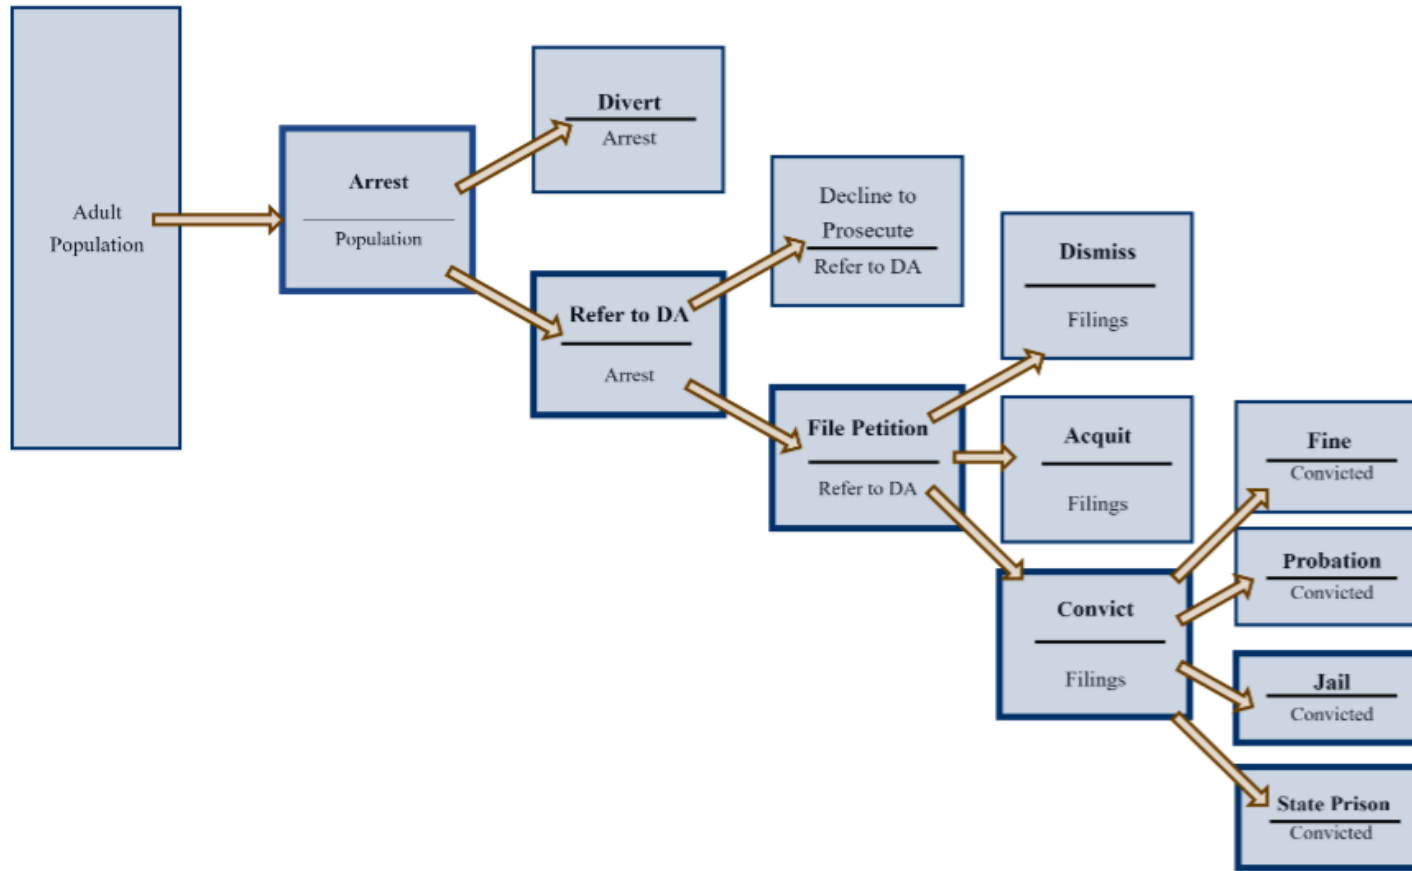 Adult
Population
Arrest
Population
Divert
Arrest
Refer to DA
Arrest
Decline to
Prosecute
Refer to DA
File Petition
Refer to DA
Dismiss
Filings
Acquit
Filings
Convict
Filings
Fine
Convicted
Probation
Convicted
Jail
Convicted
State Prison
Convicted